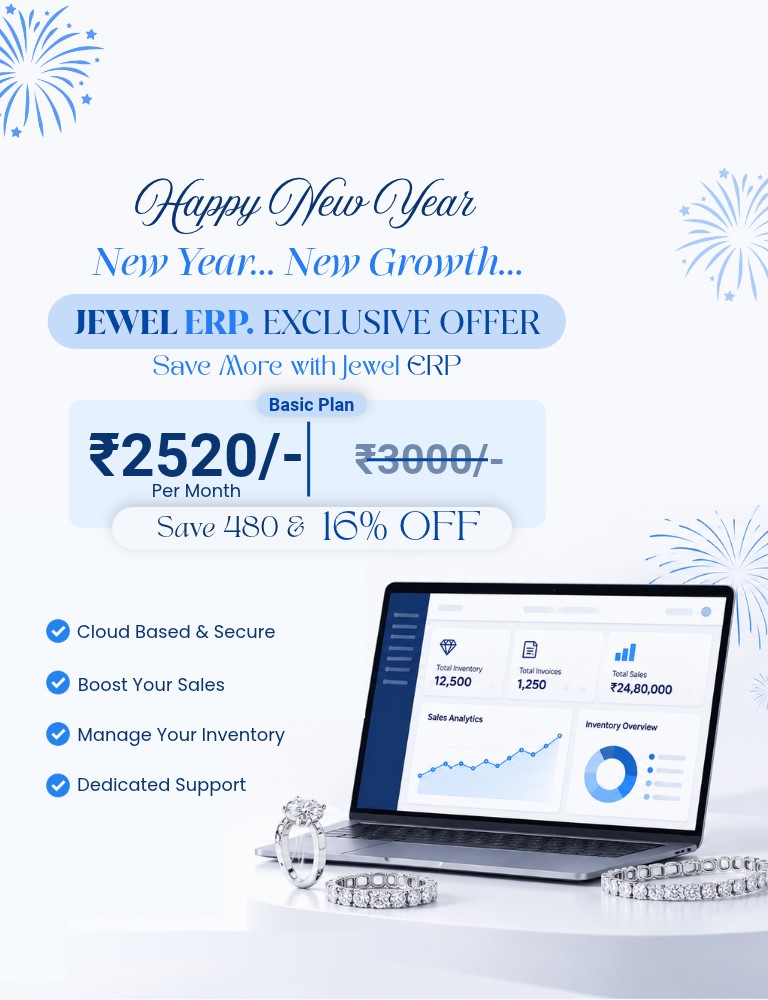 Happy New Year
New Year... New Growth...
JEWEL ERP. EXCLUSIVE OFFER
Save More with Jewel ERP
Basic Plan
₹2520/-
Per Month
₹3000/-
Save 480 & 16% OFF
Cloud Based & Secure
Boost Your Sales
Manage Your Inventory
Dedicated Support
Total Inventory
12,500
Total Invoices
1,250
Total Sales
₹24,80,000
Sales Analytics
Inventory Overview